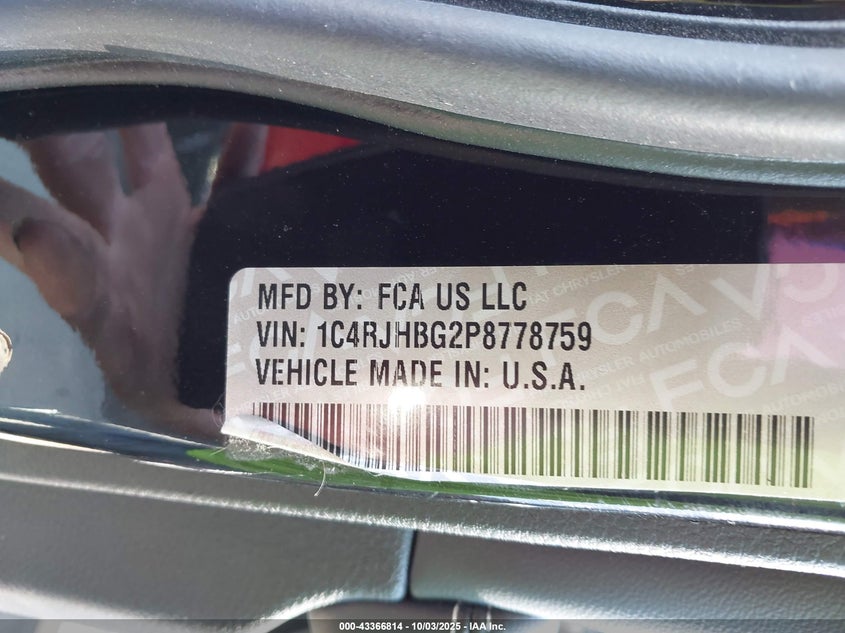 MFD BY: FCA US LLC
VIN: 1C4RJHBG2P8778759
VEHICLE MADE IN: U.S.A.
000-43366814 - 10/03/2025 - IAA Inc.